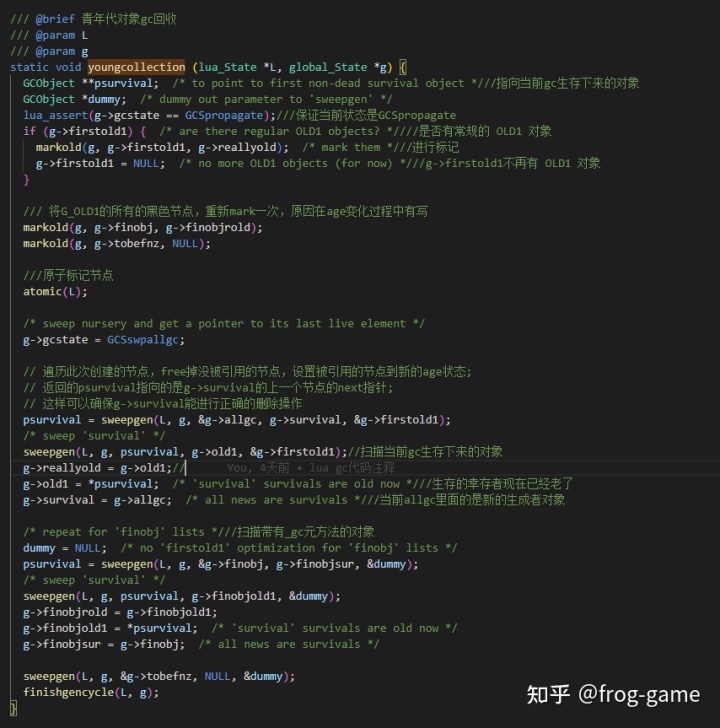 /// @brief 青年代对象gc回收
/// @param L
/// @param g
static void youngcollection (lua_State *L, global_State *g) {
  GCObject **psurvival;  /* to point to first non-dead survival object *///指向当前gc生存下来的对象
  GCObject *dummy;  /* dummy out parameter to 'sweepgen' */
  lua_assert(g->gcstate == GCSpropagate);///保证当前状态是GCSpropagate
  if (g->firstold1) {  /* are there regular OLD1 objects? *////是否有常规的 OLD1 对象
    markold(g, g->firstold1, g->reallyold);  /* mark them *///进行标记
    g->firstold1 = NULL;  /* no more OLD1 objects (for now) *///g->firstold1不再有 OLD1 对象
  }

  /// 将G_OLD1的所有的黑色节点，重新mark一次，原因在age变化过程中有写
  markold(g, g->finobj, g->finobjrold);
  markold(g, g->tobefnz, NULL);

  ///原子标记节点
  atomic(L);

  /* sweep nursery and get a pointer to its last live element */
  g->gcstate = GCSswpallgc;

  // 遍历此次创建的节点，free掉没被引用的节点，设置被引用的节点到新的age状态;
  // 返回的psurvival指向的是g->survival的上一个节点的next指针;
  // 这样可以确保g->survival能进行正确的删除操作
  psurvival = sweepgen(L, g, &g->allgc, g->survival, &g->firstold1);
  /* sweep 'survival' */
  sweepgen(L, g, psurvival, g->old1, &g->firstold1);//扫描当前gc生存下来的对象
  g->reallyold = g->old1;//     You, 4天前 • lua gc代码注释
  g->old1 = *psurvival;  /* 'survival' survivals are old now *///生存的幸存者现在已经老了
  g->survival = g->allgc;  /* all news are survivals *///当前allgc里面的是新的生成者对象

  /* repeat for 'finobj' lists *///扫描带有_gc元方法的对象
  dummy = NULL;  /* no 'firstold1' optimization for 'finobj' lists */
  psurvival = sweepgen(L, g, &g->finobj, g->finobjsur, &dummy);
  /* sweep 'survival' */
  sweepgen(L, g, psurvival, g->finobjold1, &dummy);
  g->finobjrold = g->finobjold1;
  g->finobjold1 = *psurvival;  /* 'survival' survivals are old now */
  g->finobjsur = g->finobj;  /* all news are survivals */

  sweepgen(L, g, &g->tobefnz, NULL, &dummy);
  finishgencycle(L, g);
}
知乎 @frog-game